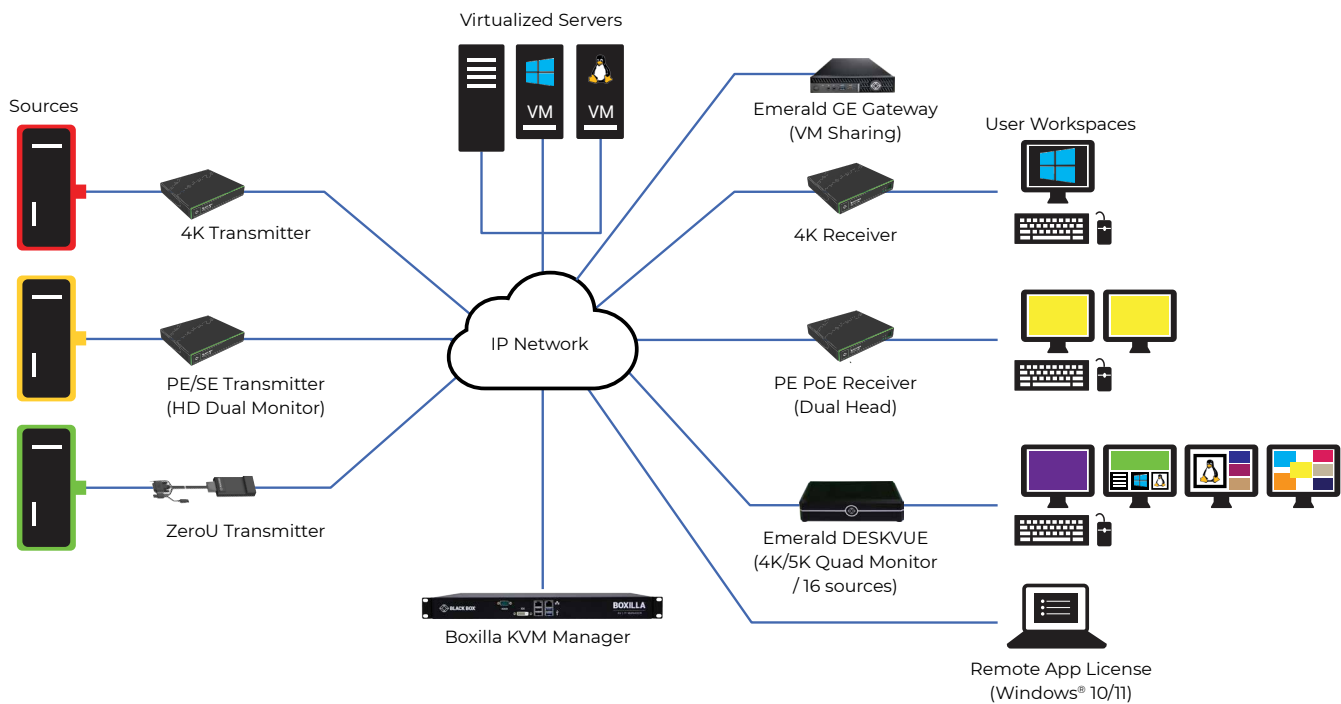 Virtualized Servers
VM
VM
Emerald GE Gateway
(VM Sharing)
Sources
User Workspaces
4K Transmitter
4K Receiver
IP Network
PE/SE Transmitter
(HD Dual Monitor)
PE PoE Receiver
(Dual Head)
ZeroU Transmitter
Emerald DESKVUE
(4K/5K Quad Monitor
/ 16 sources)
BLACK BOX
BOXILLA
Boxilla KVM Manager
Remote App License
(Windows® 10/11)